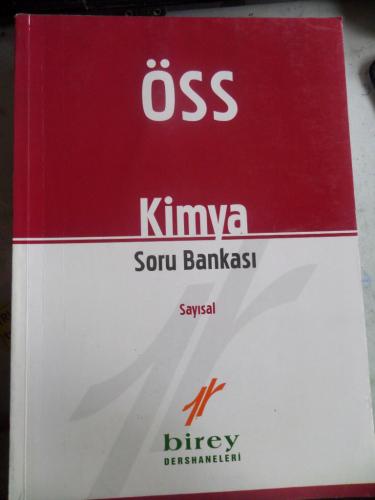 ÖSS
Kimya
Soru Bankası
Sayısal
birey
DERSHANELERİ